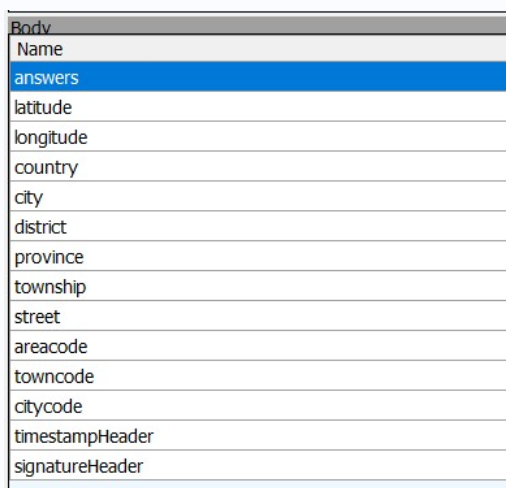 Body
Name
answers
latitude
longitude
country
city
district
province
township
street
areacode
towncode
citycode
timestampHeader
signatureHeader